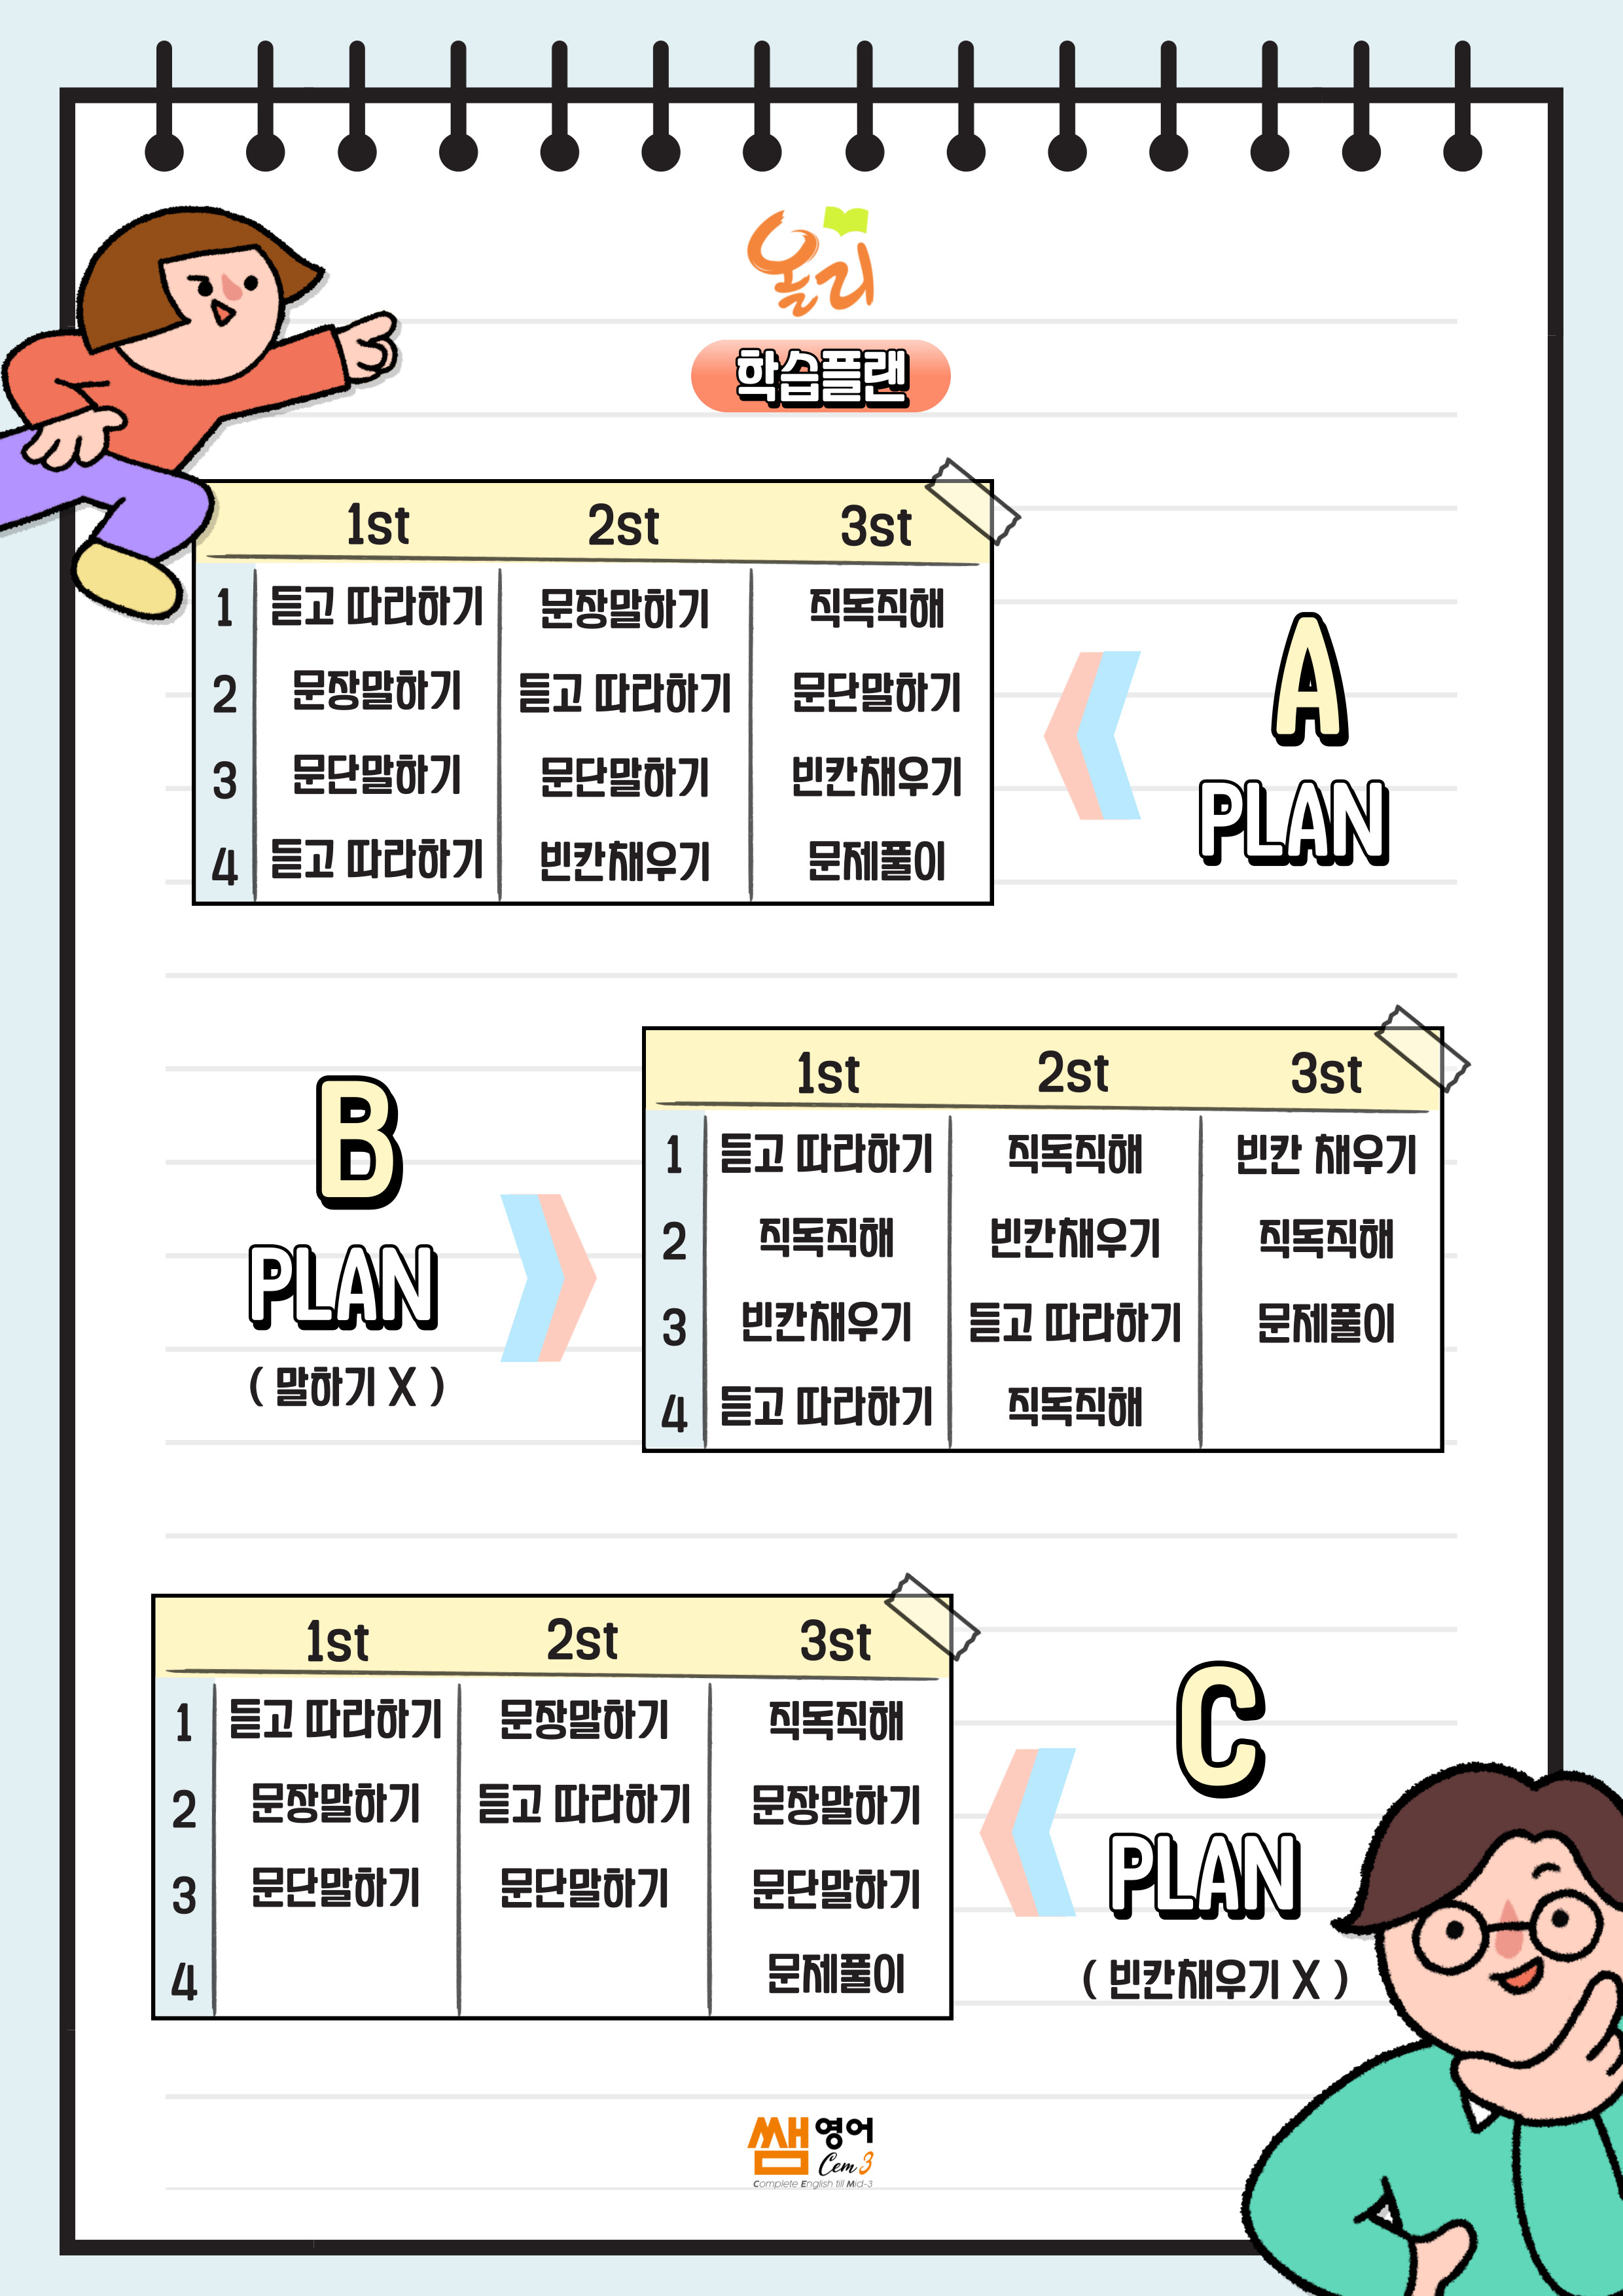 올리
학습플랜
1st 2st 3st
1 듣고 따라하기 문장말하기 직독직해
2 문장말하기 듣고 따라하기 문단말하기
3 문단말하기 문단말하기 빈칸채우기
4 듣고 따라하기 빈칸채우기 문제풀이
A
PLAN
B
PLAN
( 말하기 X )
1st 2st 3st
1 듣고 따라하기 직독직해 빈칸 채우기
2 직독직해 빈칸채우기 직독직해
3 빈칸채우기 듣고 따라하기 문제풀이
4 듣고 따라하기 직독직해
1st 2st 3st
1 듣고 따라하기 문장말하기 직독직해
2 문장말하기 듣고 따라하기 문장말하기
3 문단말하기 문단말하기 문단말하기
4 문제풀이
C
PLAN
( 빈칸채우기 X )
쌤영어
Cem 3
Complete English till Mid-3